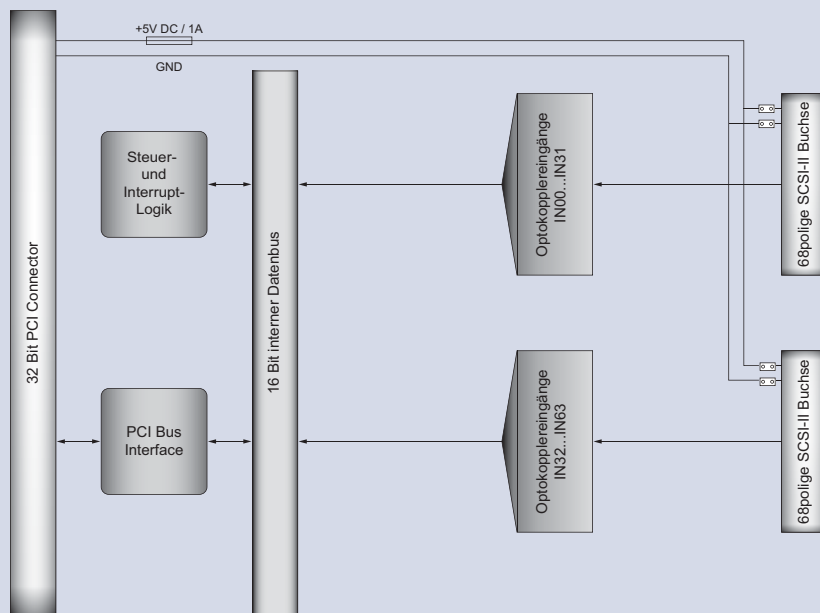 +5V DC / 1A
GND
32 Bit PCI Connector
Steuer-
und
Interrupt-
Logik
PCI Bus
Interface
16 Bit interner Datenbus
Optokopplereingänge
IN00...IN31
Optokopplereingänge
IN32...IN63
68polige SCSI-II Buchse
68polige SCSI-II Buchse